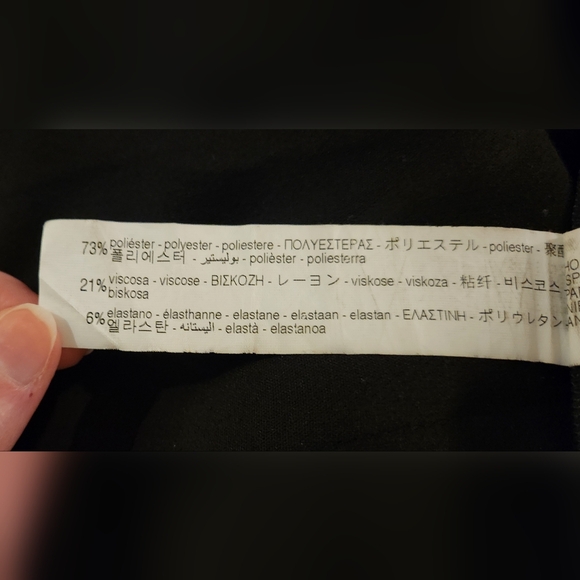 73% poliéster - polyester - poliestere - ΠΟΛΥΕΣΤΕΡΑΣ - ポリエステル - poliester - 聚酯
폴리에스터 - بوليستير - polièster - poliesterra
21% viscosa - viscose - ΒΙΣΚΟΖΗ - レーヨン - viskose - viskoza - 粘纤 - 비스코스
biskosa
6% elastano - élasthanne - elastane - elastaan - elastan - ΕΛΑΣΤΙΝΗ - ポリウレタン
엘라스탄 - اليستانه - elastà - elastanoa